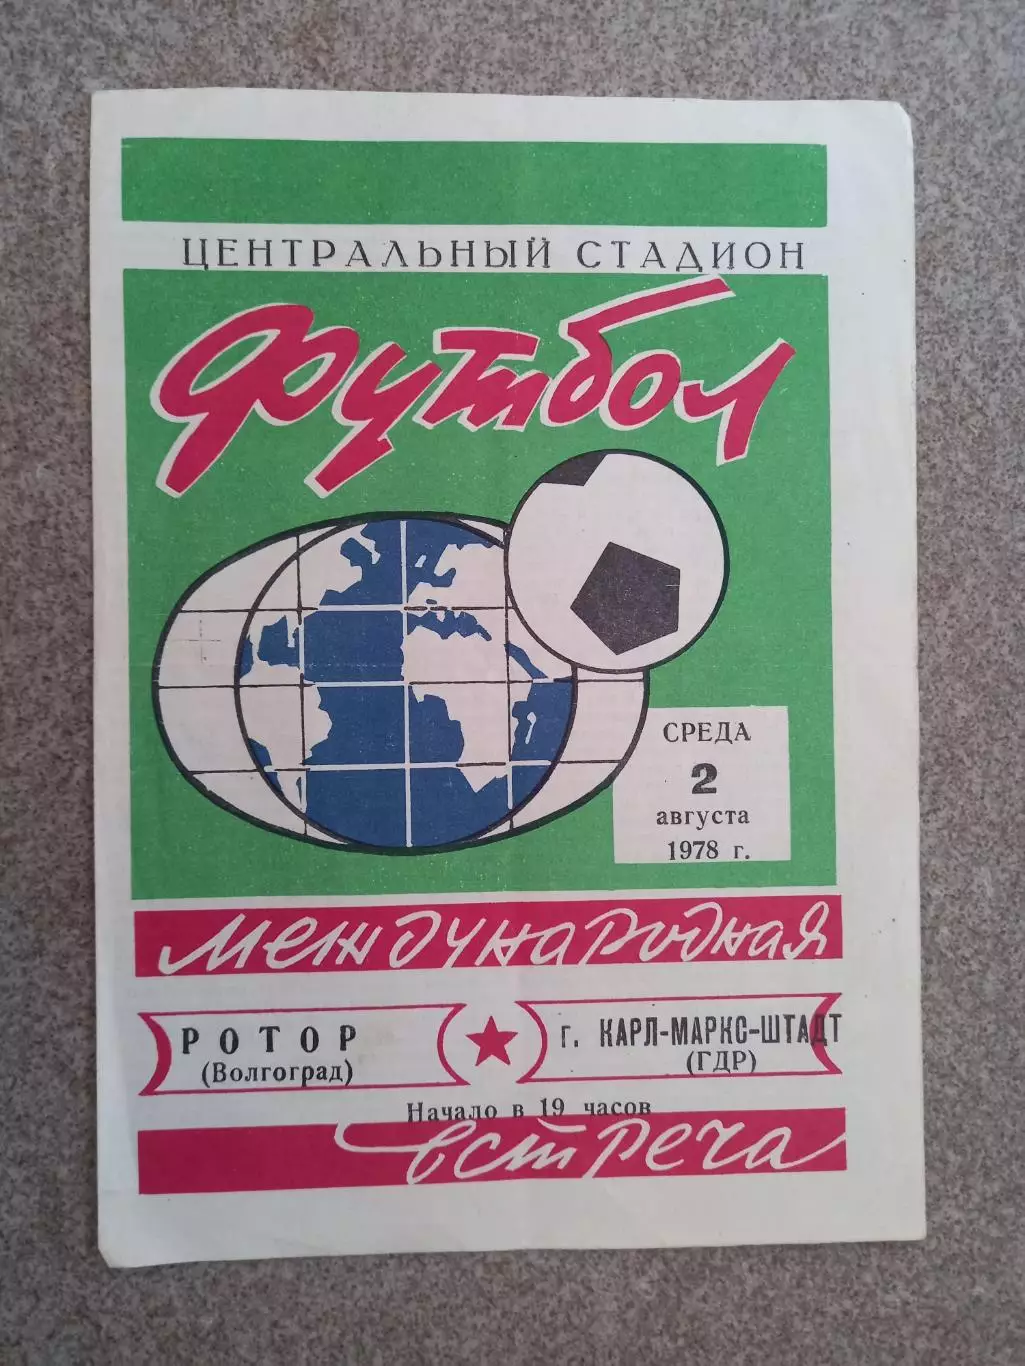 ЦЕНТРАЛЬНЫЙ СТАДИОН
Футбол
СРЕДА
2
августа
1978 г.
международная
РОТОР
(Волгоград)
г. КАРЛ-МАРКС-ШТАДТ
(ГДР)
Начало в 19 часов
встреча